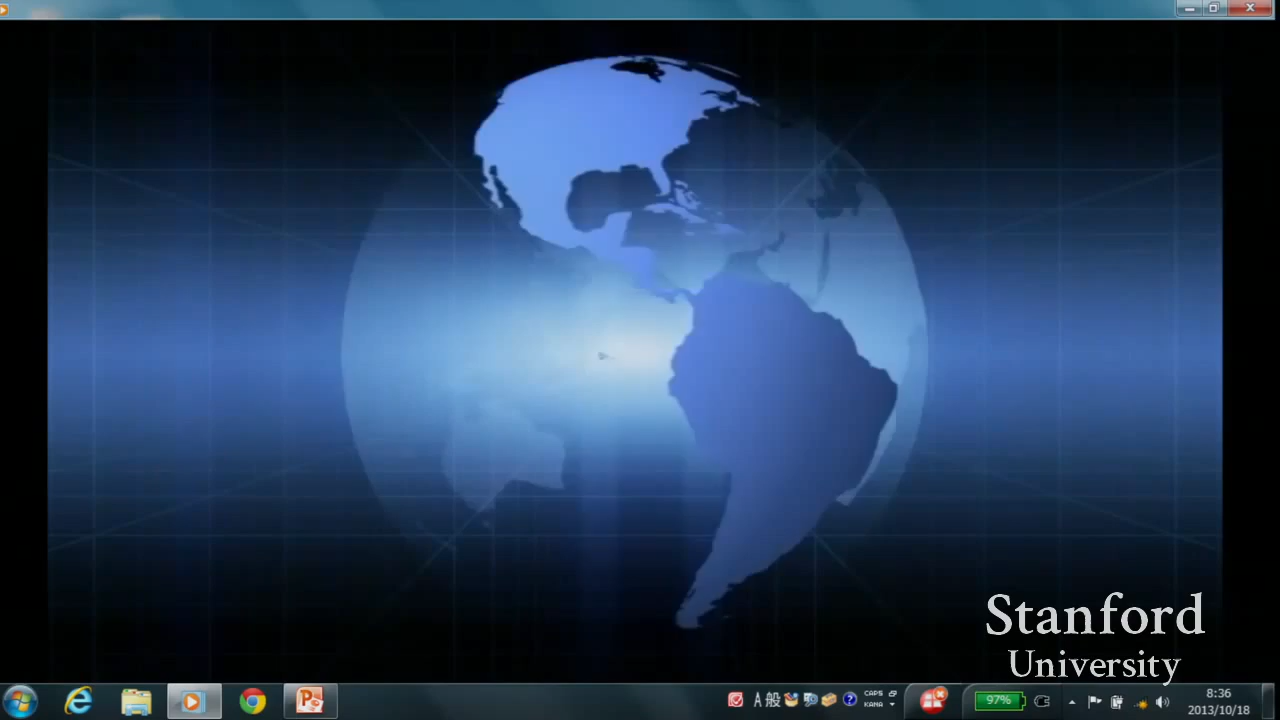 Stanford
University
A 般
CAPS
KANA
97%
8:36
2013/10/18